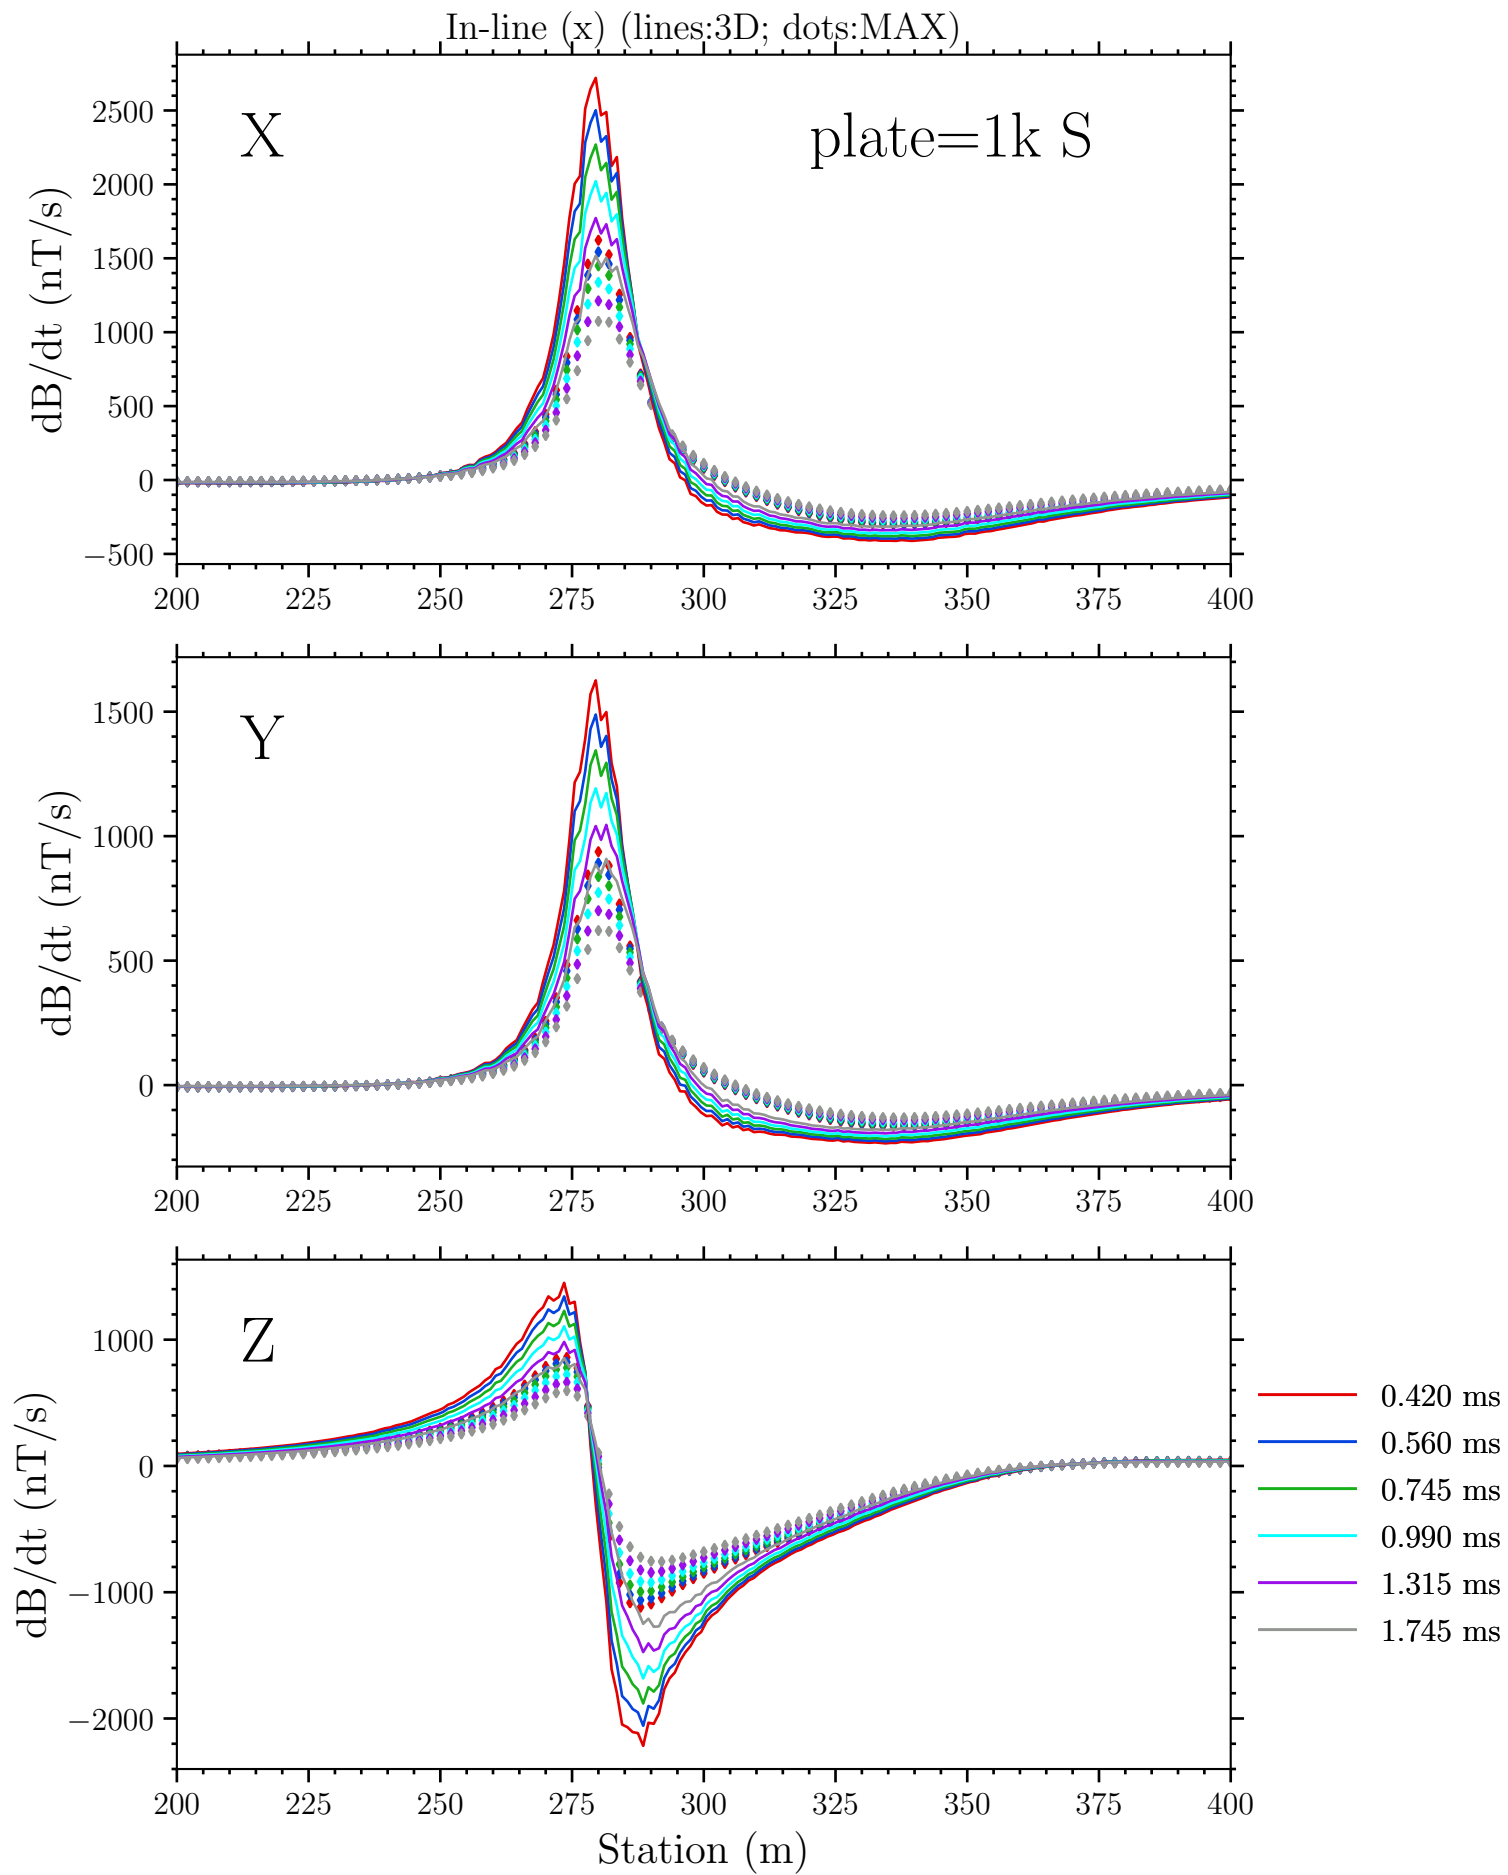 In-line (x) (lines:3D; dots:MAX)
X
plate=1k S
dB/dt (nT/s)
2500
2000
1500
1000
500
0
−500
200 225 250 275 300 325 350 375 400
Y
dB/dt (nT/s)
1500
1000
500
0
200 225 250 275 300 325 350 375 400
Z
dB/dt (nT/s)
1000
0
−1000
−2000
200 225 250 275 300 325 350 375 400
Station (m)
0.420 ms
0.560 ms
0.745 ms
0.990 ms
1.315 ms
1.745 ms